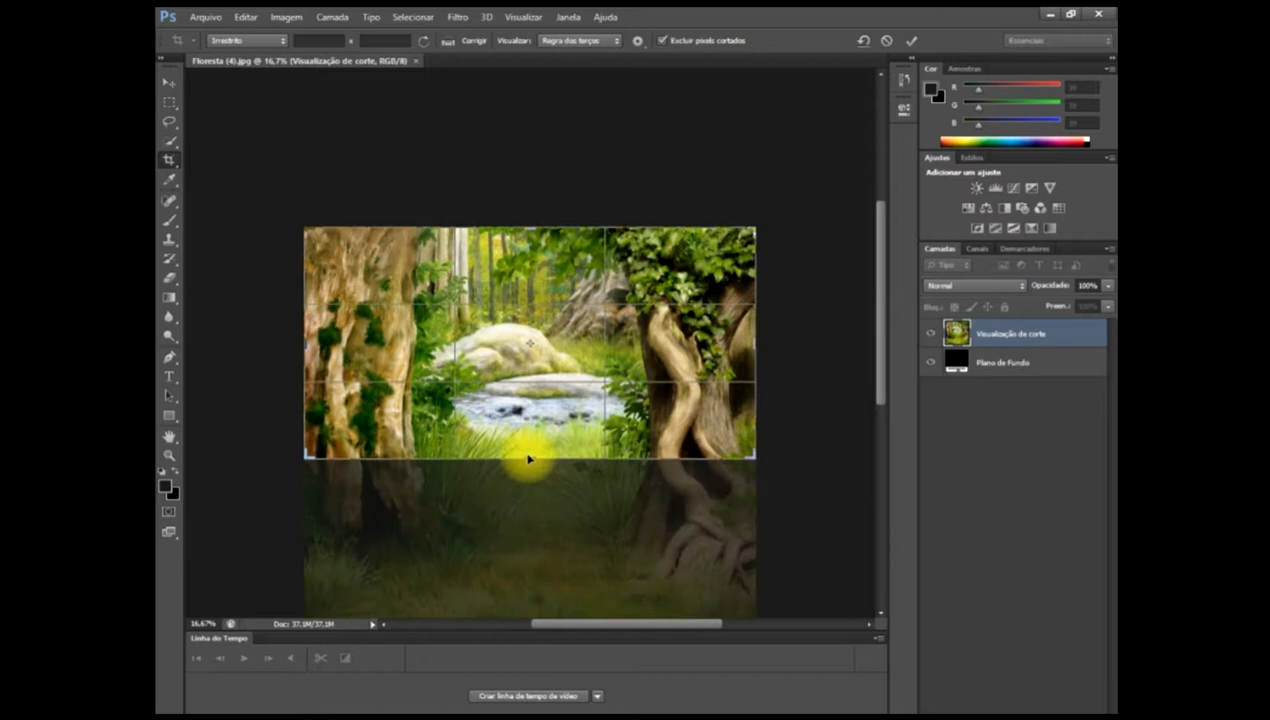 Ps Arquivo Editar Imagem Camada Tipo Selecionar Filtro 3D Visualizar Janela Ajuda
Irrestrito x Corrigir Visualizar: Regra dos terços Excluir pixels cortados Essenciais
Floresta (4).jpg @ 16,7% (Visualização de corte, RGB/8) ×
Cor Amostras
R
G
B
Ajustes Estilos
Adicionar um ajuste
Camadas Canais Demarcadores
Tipo
Normal Opacidade: 100%
Bloq.: Preen.: 100%
Visualização de corte
Plano de Fundo
16,67% Doc: 37,1M/37,1M
Linha do Tempo
Criar linha de tempo de vídeo